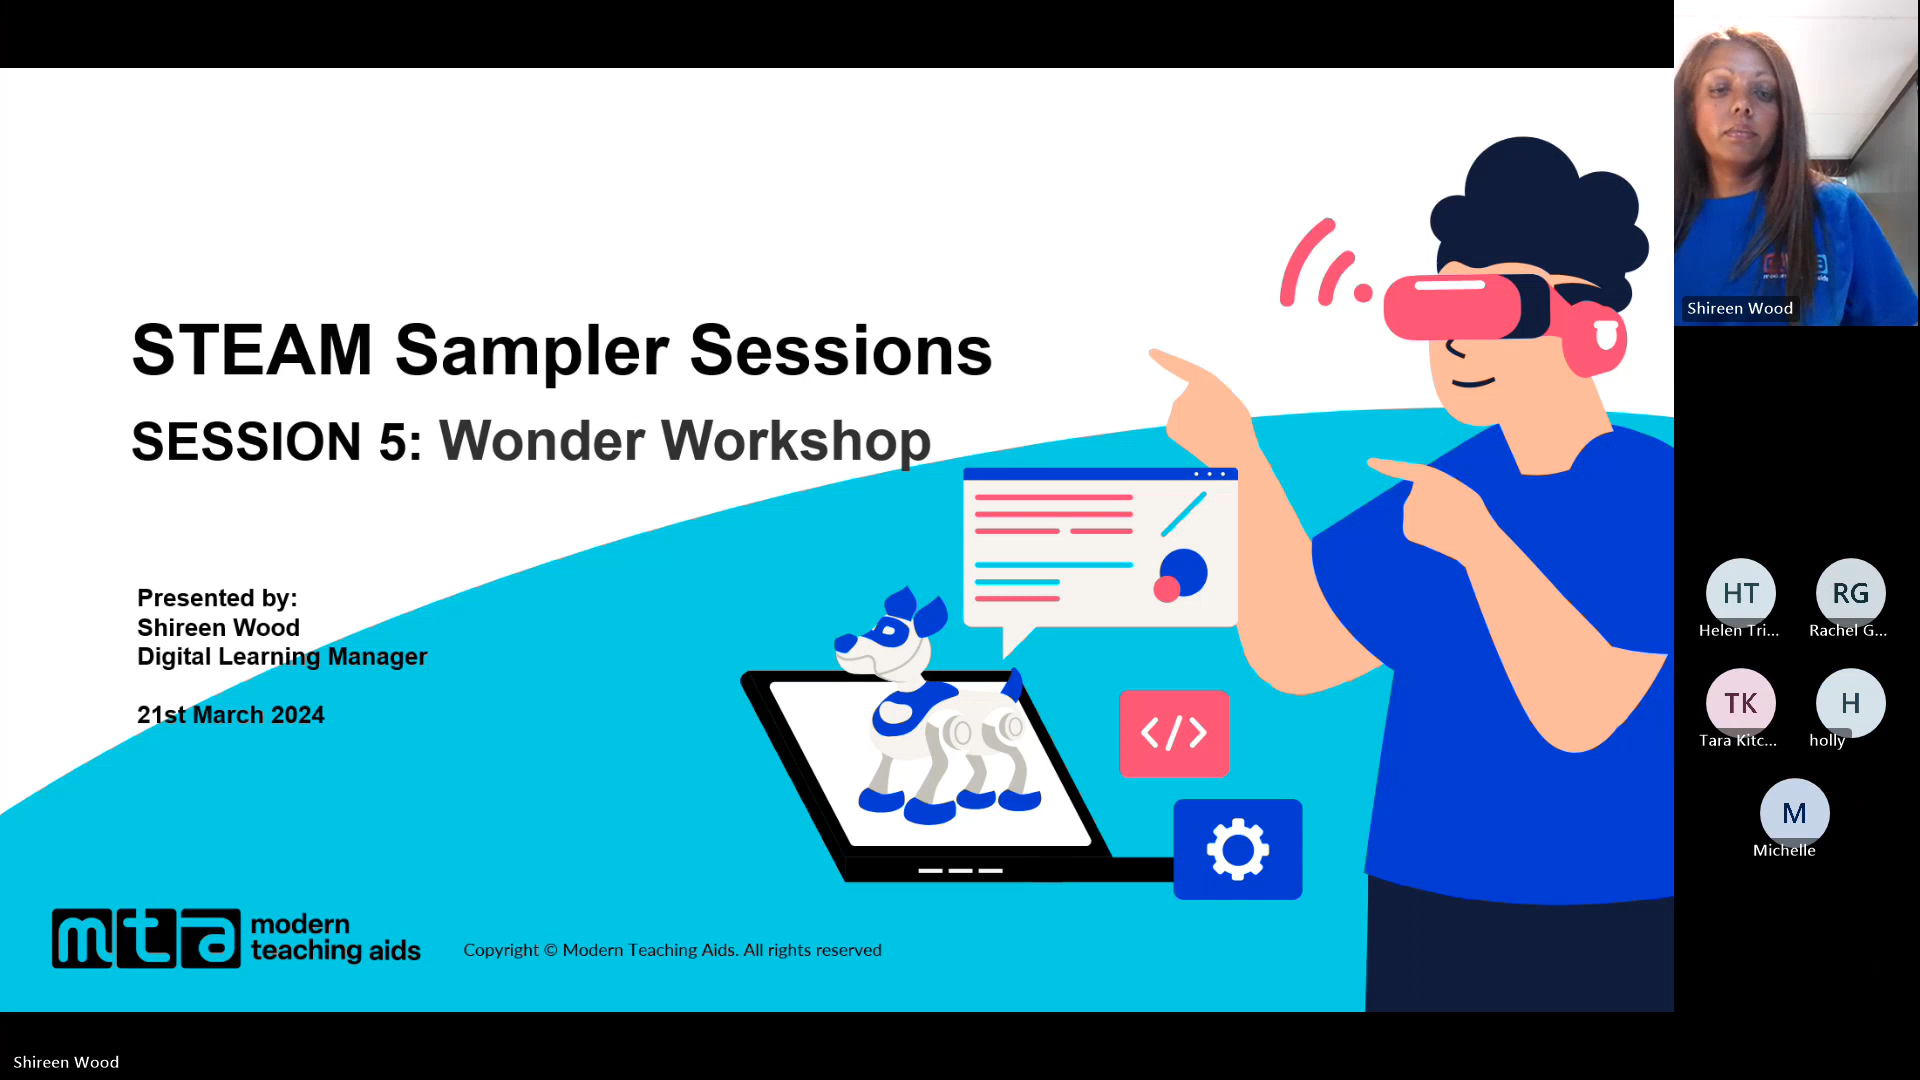 STEAM Sampler Sessions
SESSION 5: Wonder Workshop
Presented by:
Shireen Wood
Digital Learning Manager
21st March 2024
</>
mta modern
teaching aids
Copyright © Modern Teaching Aids. All rights reserved
Shireen Wood
Shireen Wood
HT
Helen Tri...
RG
Rachel G...
TK
Tara Kitc...
H
holly
M
Michelle